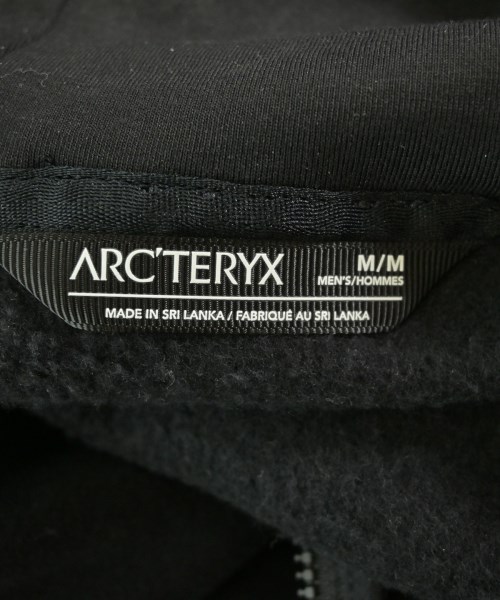 ARC'TERYX M/M
MEN'S/HOMMES
MADE IN SRI LANKA / FABRIQUÉ AU SRI LANKA